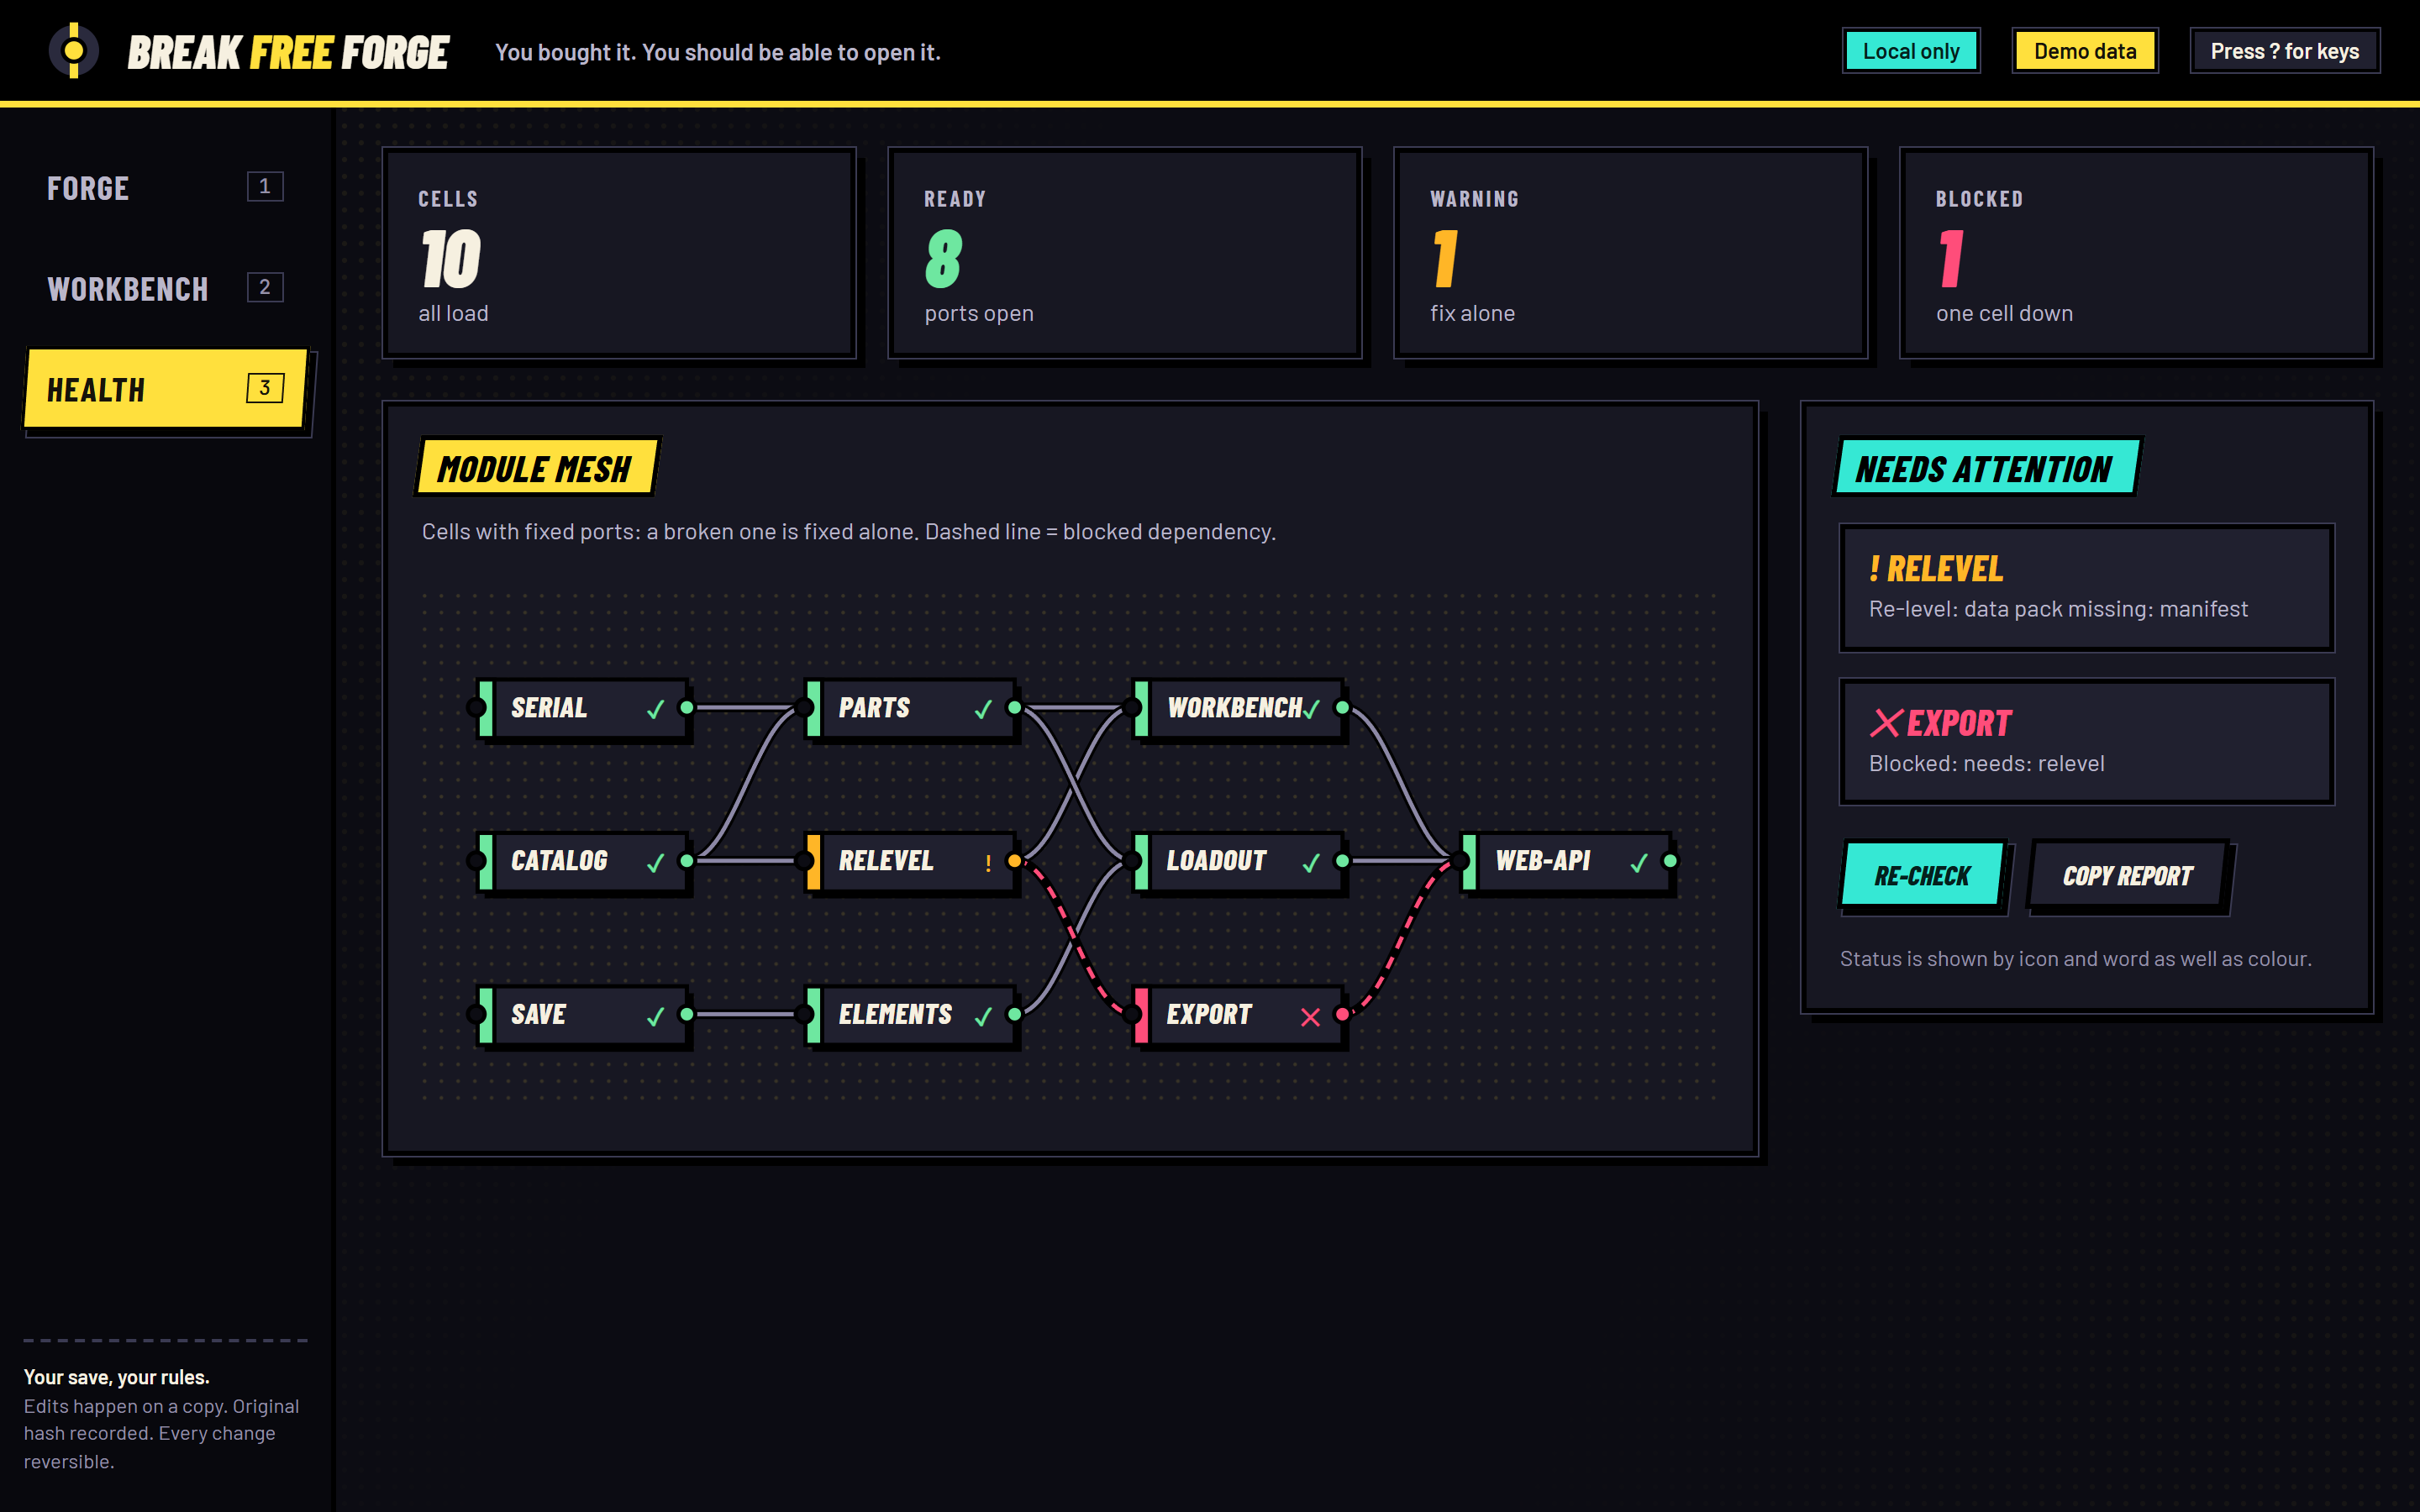 BREAK FREE FORGE
You bought it. You should be able to open it.
Local only
Demo data
Press ? for keys
FORGE 1
WORKBENCH 2
HEALTH 3
CELLS
10
all load
READY
8
ports open
WARNING
1
fix alone
BLOCKED
1
one cell down
MODULE MESH
Cells with fixed ports: a broken one is fixed alone. Dashed line = blocked dependency.
SERIAL ✓
PARTS ✓
WORKBENCH ✓
CATALOG ✓
RELEVEL !
LOADOUT ✓
WEB-API ✓
SAVE ✓
ELEMENTS ✓
EXPORT ✕
NEEDS ATTENTION
! RELEVEL
Re-level: data pack missing: manifest
✕ EXPORT
Blocked: needs: relevel
RE-CHECK
COPY REPORT
Status is shown by icon and word as well as colour.
Your save, your rules.
Edits happen on a copy. Original
hash recorded. Every change
reversible.